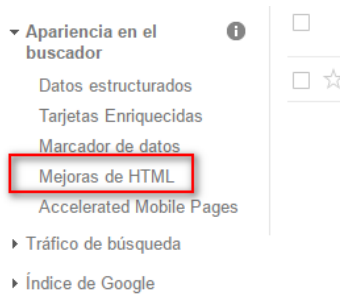 Apariencia en el
buscador
Datos estructurados
Tarjetas Enriquecidas
Marcador de datos
Mejoras de HTML
Accelerated Mobile Pages
Tráfico de búsqueda
Índice de Google